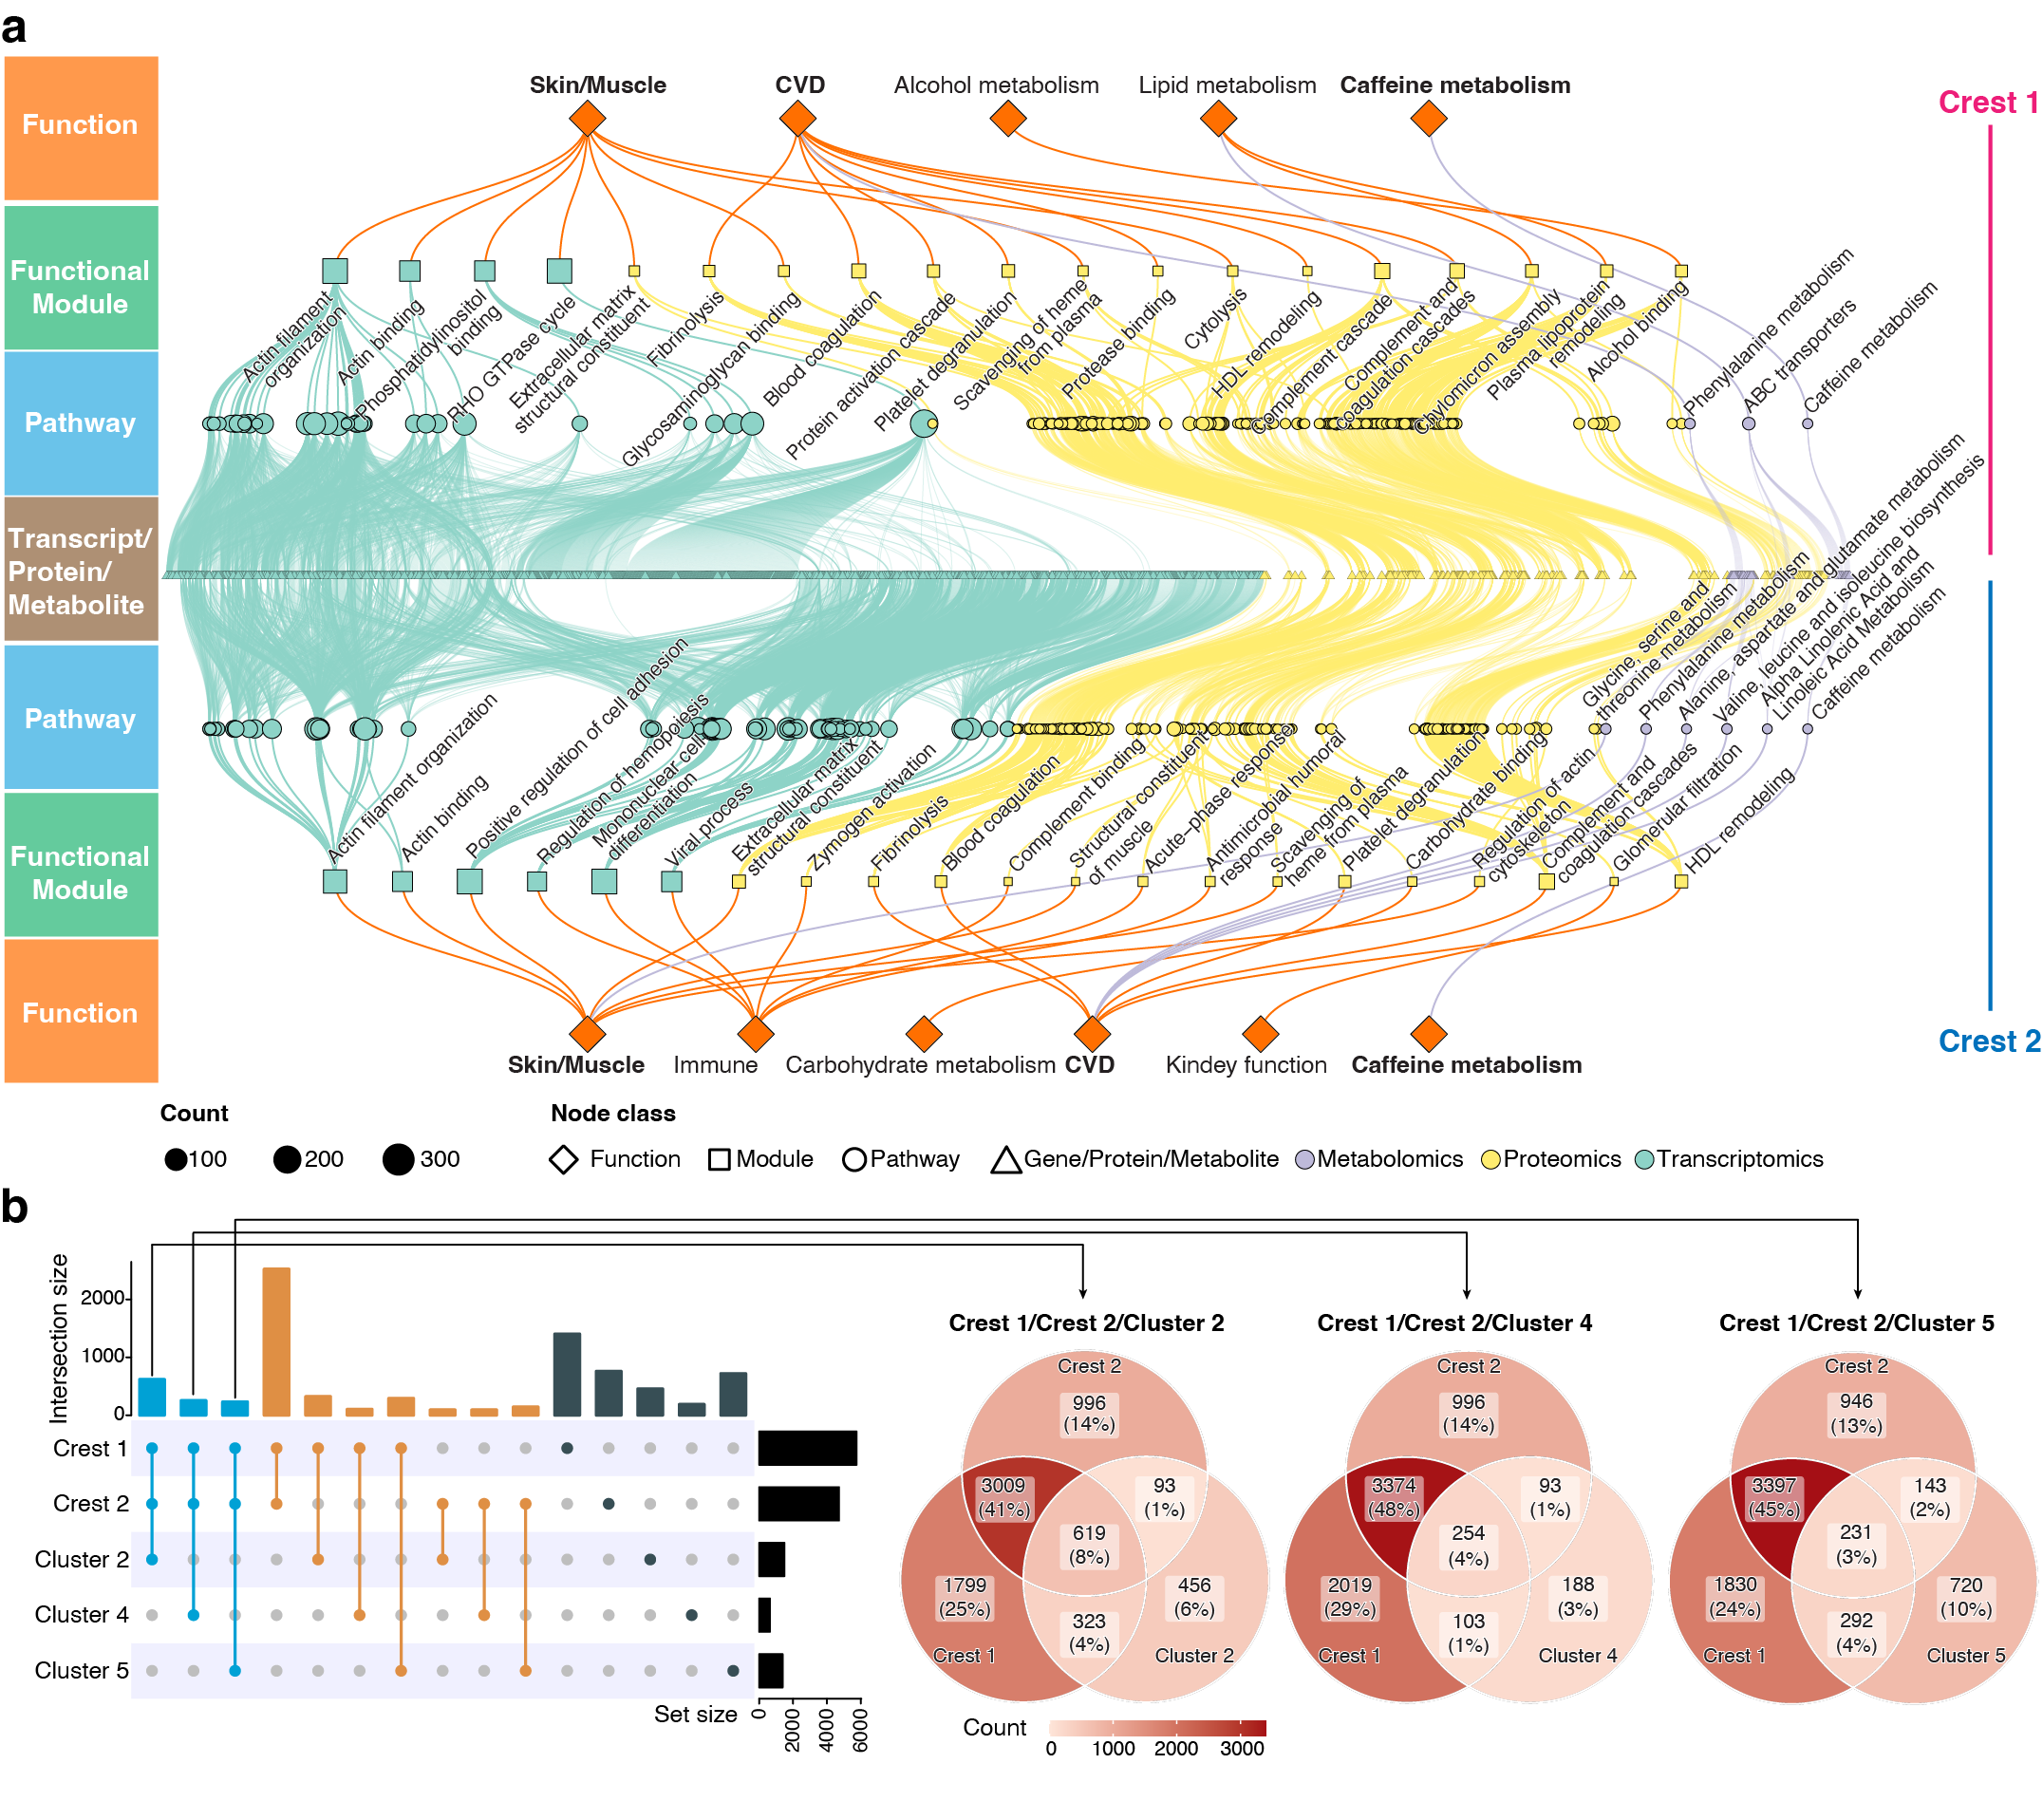 a
Function
Functional
Module
Pathway
Transcript/
Protein/
Metabolite
Pathway
Functional
Module
Function
Skin/Muscle
CVD
Alcohol metabolism
Lipid metabolism
Caffeine metabolism
Crest 1
Actin filament
organization
Actin binding
Phosphatidylinositol
binding
RHO GTPase cycle
Extracellular matrix
structural constituent
Fibrinolysis
Glycosaminoglycan binding
Blood coagulation
Protein activation cascade
Platelet degranulation
Scavenging of heme
from plasma
Protease binding
Cytolysis
HDL remodeling
Complement cascade
Complement and
coagulation cascades
Chylomicron assembly
Plasma lipoprotein
remodeling
Alcohol binding
Phenylalanine metabolism
ABC transporters
Caffeine metabolism
Actin filament organization
Actin binding
Positive regulation of cell adhesion
Regulation of hemopoiesis
Mononuclear cell
differentiation
Viral process
Extracellular matrix
structural constituent
Zymogen activation
Fibrinolysis
Blood coagulation
Complement binding
Structural constituent
of muscle
Acute−phase response
Antimicrobial humoral
response
Scavenging of
heme from plasma
Platelet degranulation
Carbohydrate binding
Regulation of actin
cytoskeleton
Complement and
coagulation cascades
Glomerular filtration
HDL remodeling
Glycine, serine and
threonine metabolism
Phenylalanine metabolism
Alanine, aspartate and glutamate metabolism
Valine, leucine and isoleucine biosynthesis
Alpha Linolenic Acid and
Linoleic Acid Metabolism
Caffeine metabolism
Skin/Muscle
Immune
Carbohydrate metabolism
CVD
Kindey function
Caffeine metabolism
Crest 2
Count
100
200
300
Node class
Function
Module
Pathway
Gene/Protein/Metabolite
Metabolomics
Proteomics
Transcriptomics
b
Intersection size
2000
1000
0
Crest 1
Crest 2
Cluster 2
Cluster 4
Cluster 5
Set size
0
2000
4000
6000
Crest 1/Crest 2/Cluster 2
Crest 2
996
(14%)
3009
(41%)
93
(1%)
619
(8%)
1799
(25%)
456
(6%)
323
(4%)
Crest 1
Cluster 2
Crest 1/Crest 2/Cluster 4
Crest 2
996
(14%)
3374
(48%)
93
(1%)
254
(4%)
2019
(29%)
188
(3%)
103
(1%)
Crest 1
Cluster 4
Crest 1/Crest 2/Cluster 5
Crest 2
946
(13%)
3397
(45%)
143
(2%)
231
(3%)
1830
(24%)
720
(10%)
292
(4%)
Crest 1
Cluster 5
Count
0
1000
2000
3000